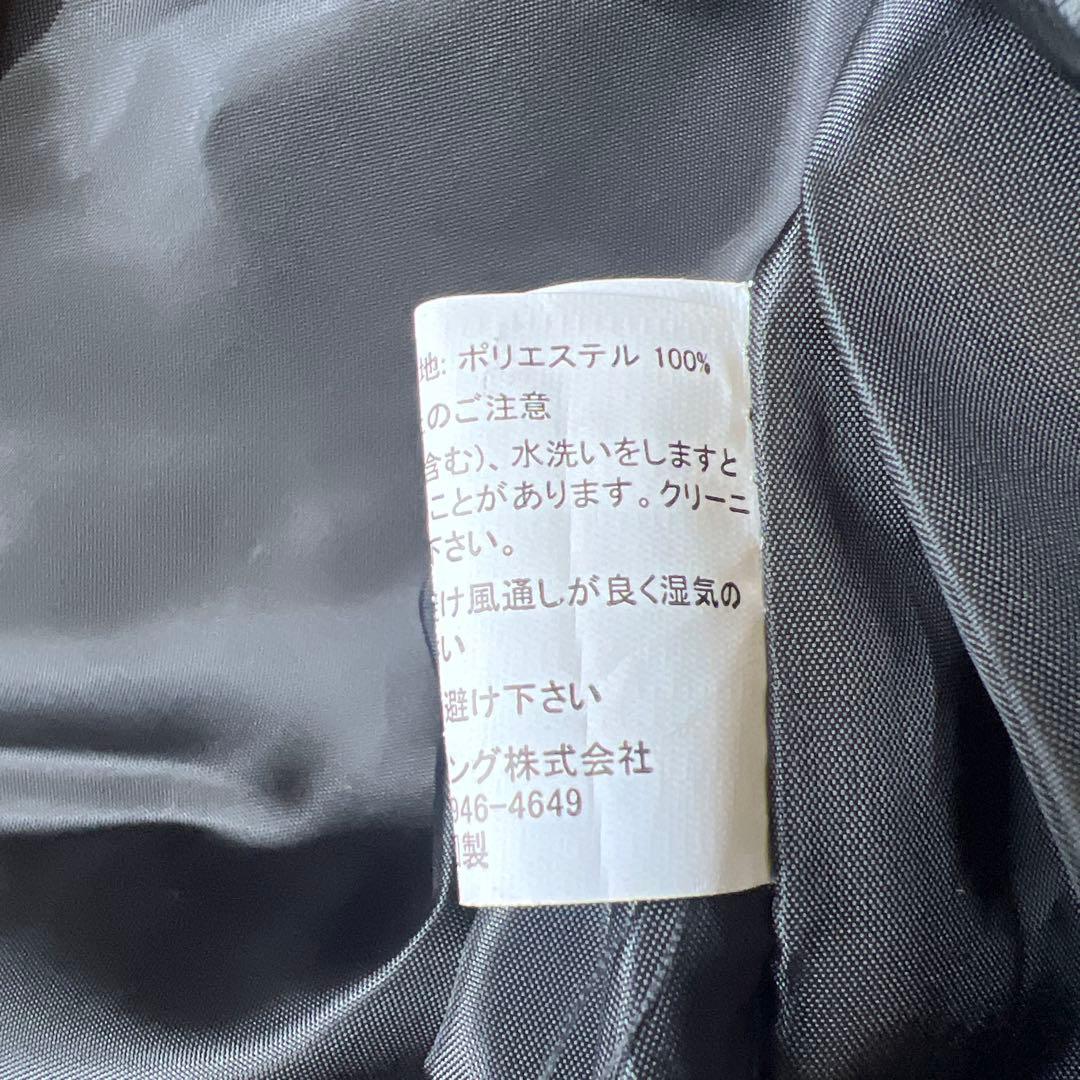 地: ポリエステル 100%
のご注意
含む)、水洗いをしますと
ことがあります。クリーニ
下さい。
け風通しが良く湿気の
い
避け下さい
ング株式会社
946-4649
製